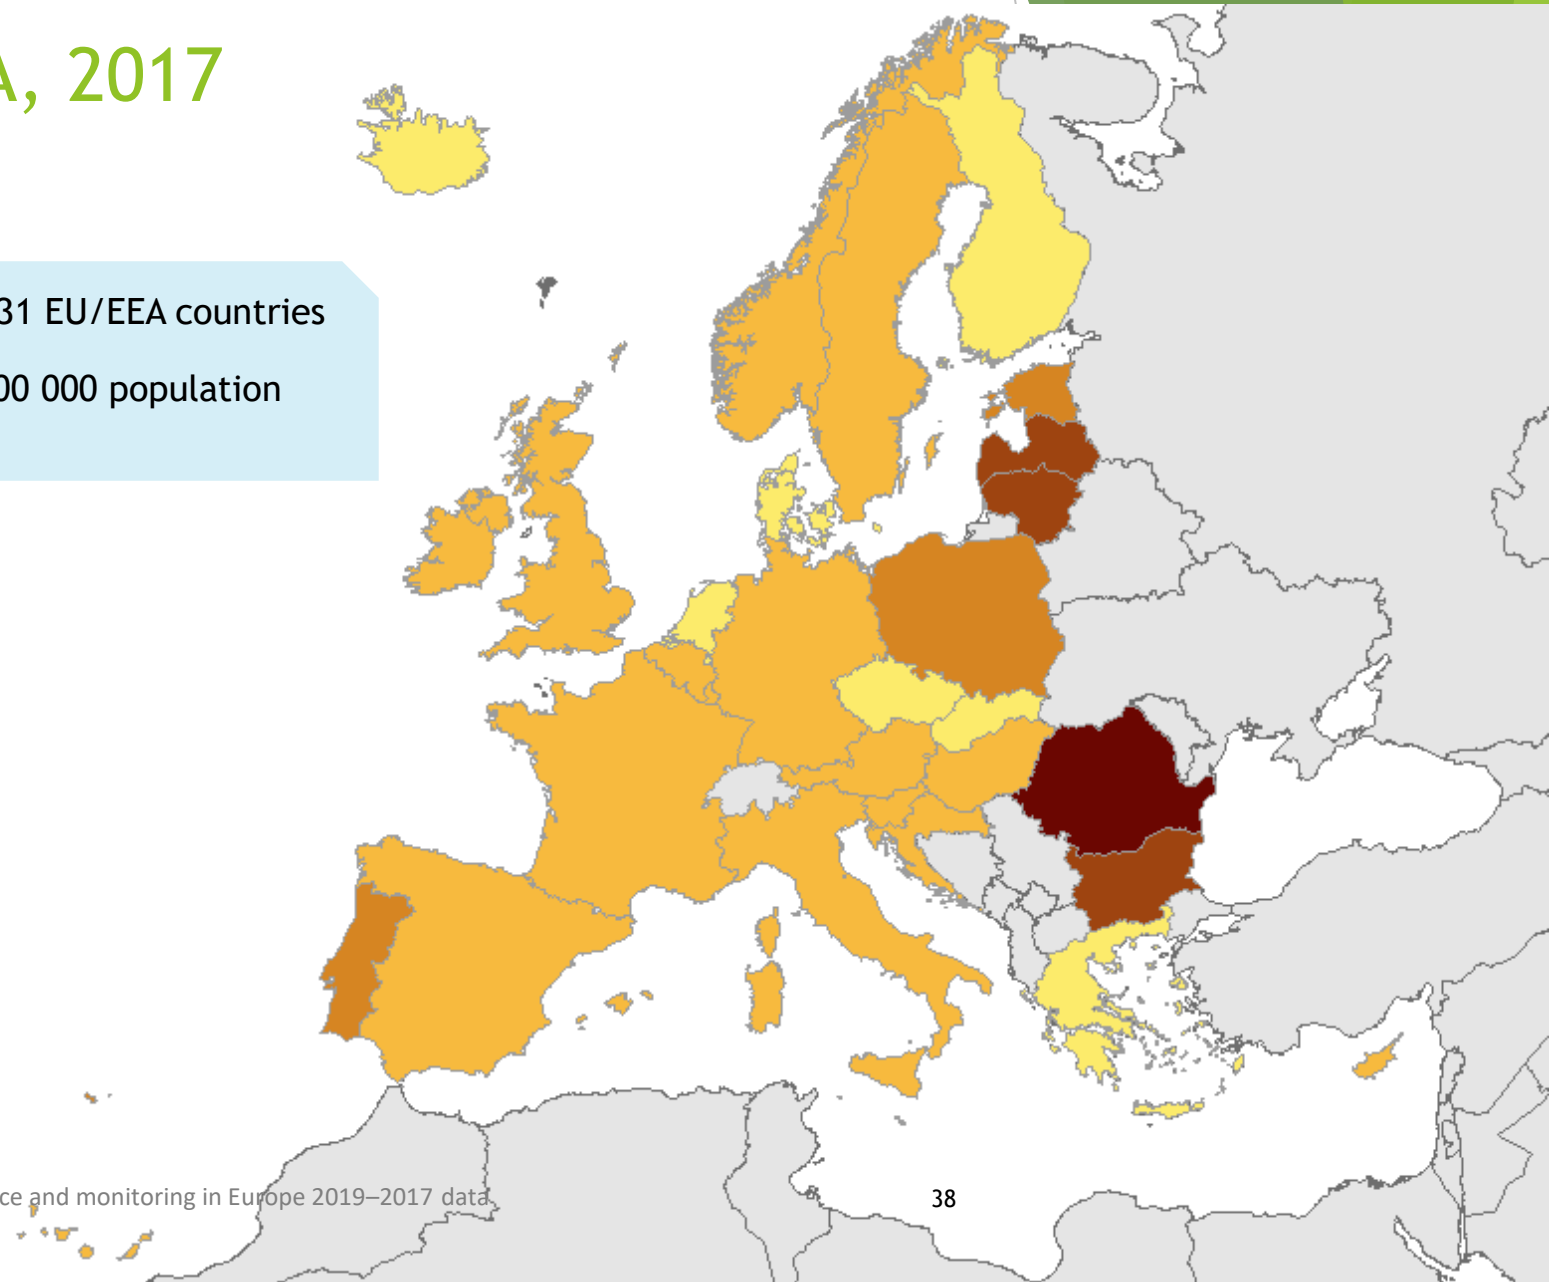 A, 2017
31 EU/EEA countries
00 000 population
ce and monitoring in Europe 2019–2017 data
38